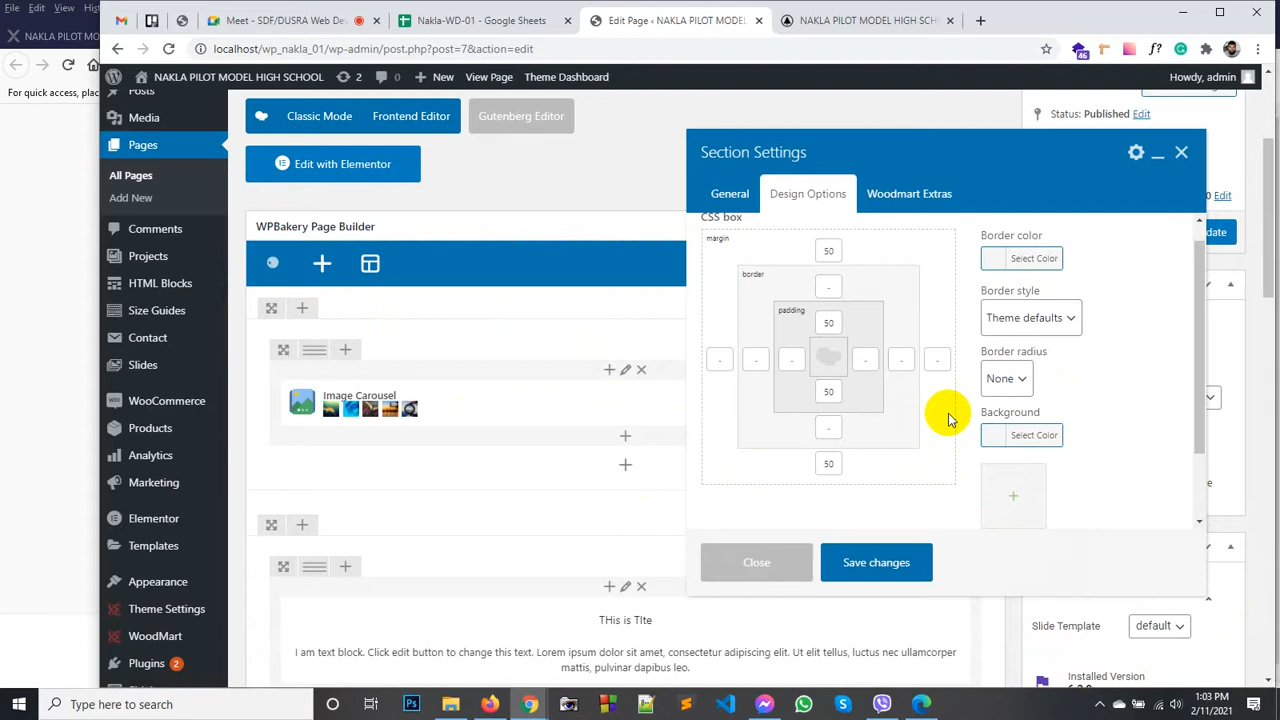 File Edit View
Meet - SDF/DUSRA Web Dev
Nakla-WD-01 - Google Sheets
Edit Page ‹ NAKLA PILOT MODEL
NAKLA PILOT MODEL HIGH SCH
NAKLA PILOT MO
localhost/wp_nakla_01/wp-admin/post.php?post=7&action=edit
46
f?
For quick access, plac
NAKLA PILOT MODEL HIGH SCHOOL
2
0
New
View Page
Theme Dashboard
Howdy, admin
Posts
Media
Pages
All Pages
Add New
Comments
Projects
HTML Blocks
Size Guides
Contact
Slides
WooCommerce
Products
Analytics
Marketing
Elementor
Templates
Appearance
Theme Settings
WoodMart
Plugins 2
Classic Mode
Frontend Editor
Gutenberg Editor
Edit with Elementor
WPBakery Page Builder
Image Carousel
THis is TIte
I am text block. Click edit button to change this text. Lorem ipsum dolor sit amet, consectetur adipiscing elit. Ut elit tellus, luctus nec ullamcorper
mattis, pulvinar dapibus leo.
Section Settings
General
Design Options
Woodmart Extras
CSS box
margin
50
border
-
padding
50
- - - - - -
50
-
50
Border color
Select Color
Border style
Theme defaults
Border radius
None
Background
Select Color
Close
Save changes
Status: Published Edit
0 Edit
date
Slide Template
default
Installed Version
Type here to search
Ps
1:03 PM
2/11/2021